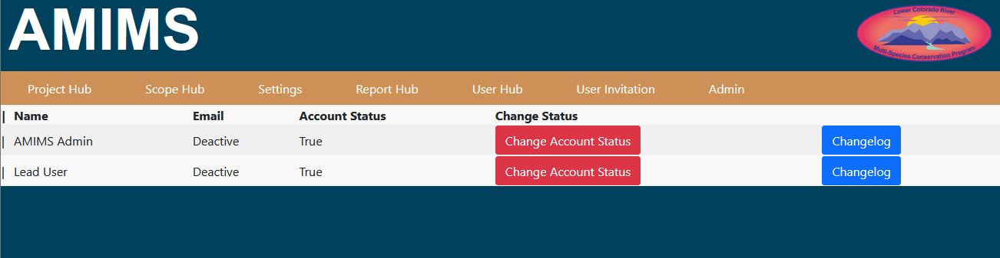 AMIMS
Lower Colorado River
Multi-Species Conservation Program
Project Hub Scope Hub Settings Report Hub User Hub User Invitation Admin
| Name Email Account Status Change Status
| AMIMS Admin Deactive True Change Account Status Changelog
| Lead User Deactive True Change Account Status Changelog